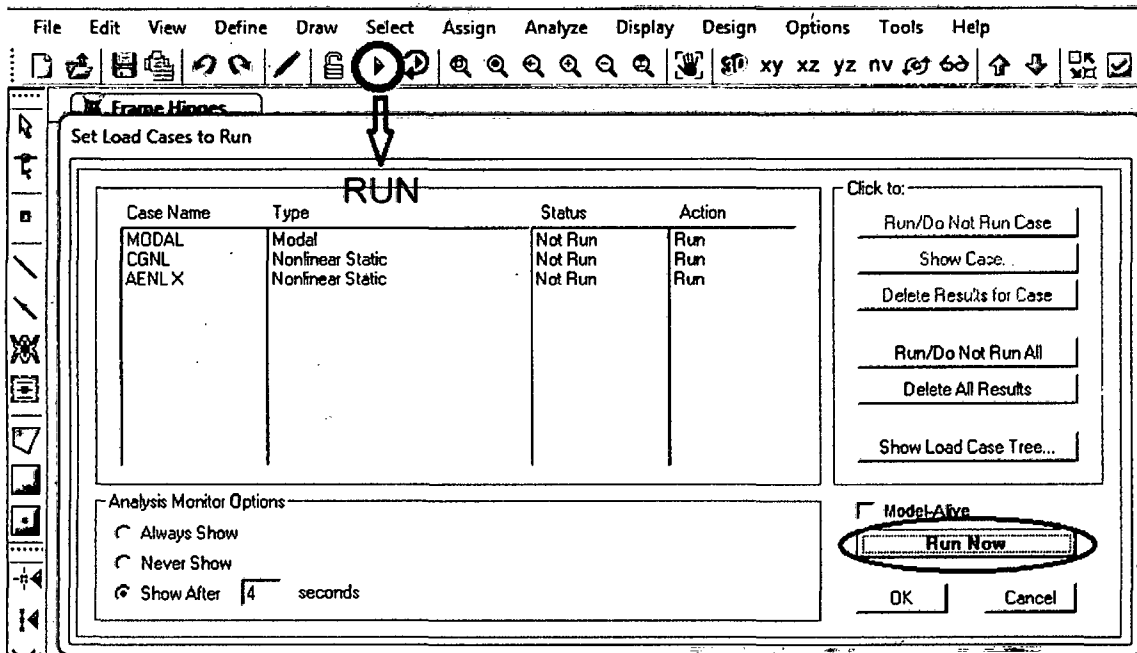 File Edit View Define Draw Select Assign Analyze Display Design Options Tools Help
3D xy xz yz nv
Frame Hinges
Set Load Cases to Run
RUN
Case Name Type Status Action
MODAL Modal Not Run Run
CGNL Nonlinear Static Not Run Run
AENL X Nonlinear Static Not Run Run
Click to:
Run/Do Not Run Case
Show Case...
Delete Results for Case
Run/Do Not Run All
Delete All Results
Show Load Case Tree...
Analysis Monitor Options
Always Show
Never Show
Show After 4 seconds
Model-Alive
Run Now
OK Cancel